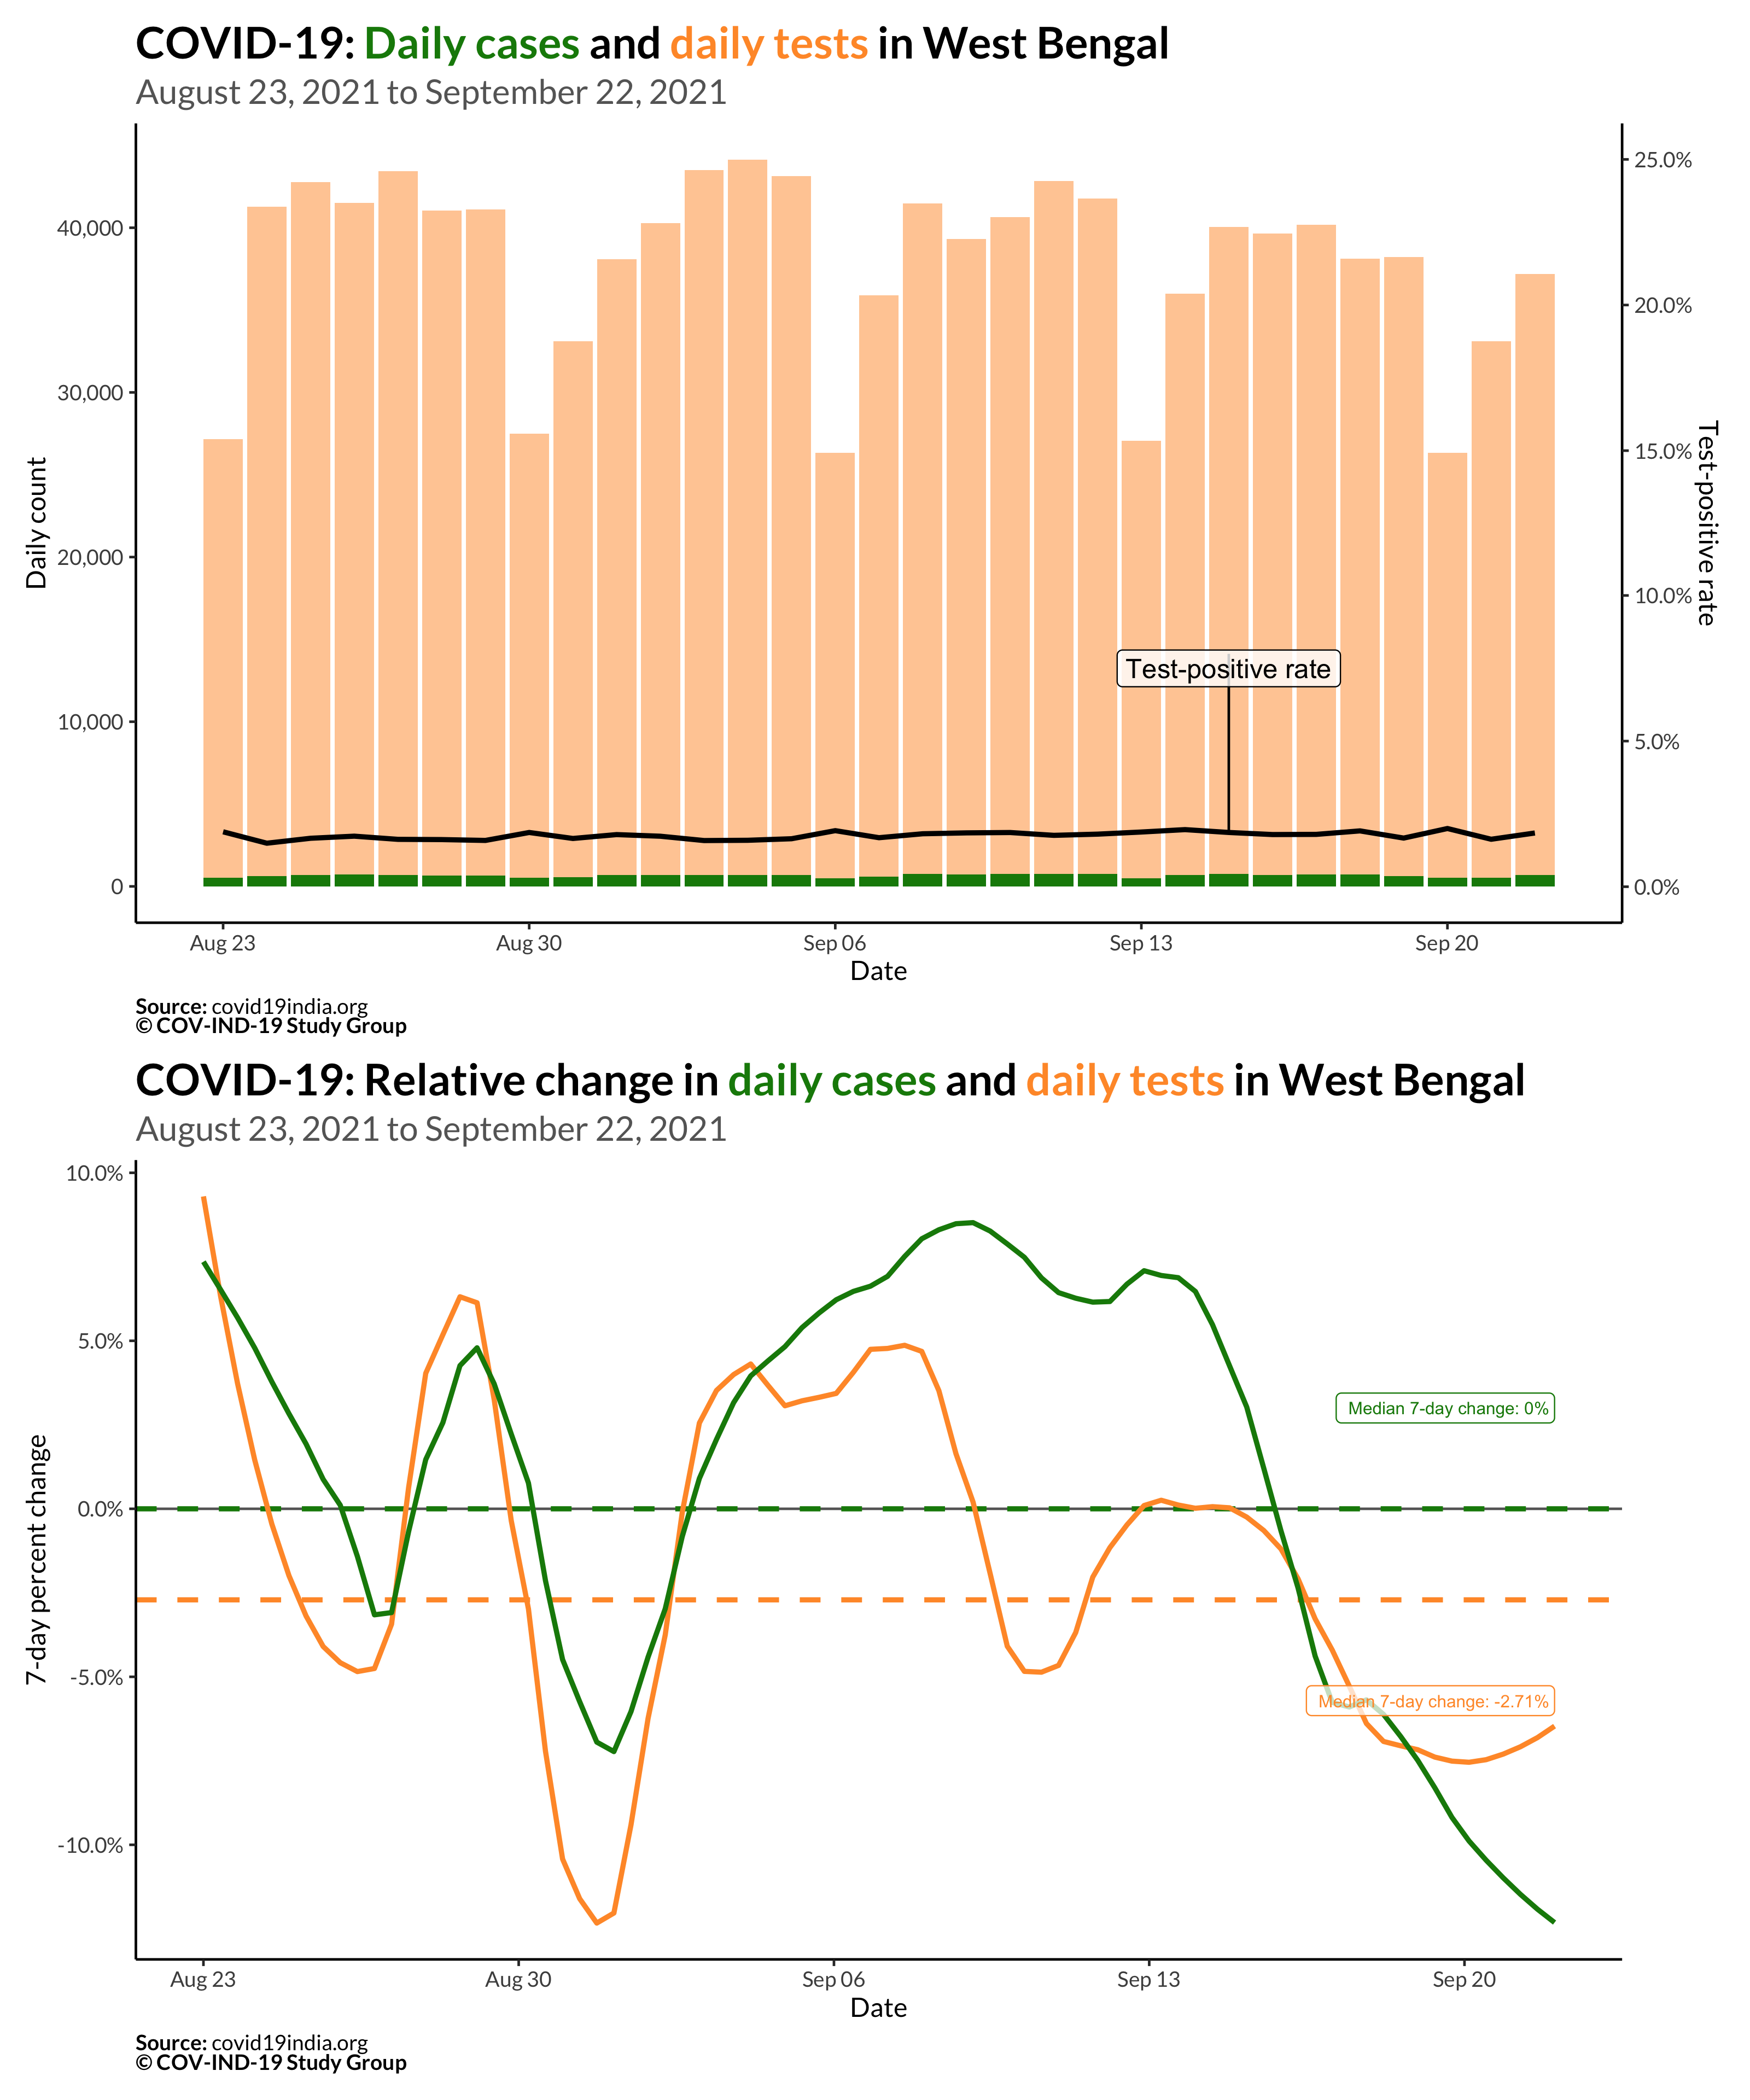 COVID-19: Daily cases and daily tests in West Bengal
August 23, 2021 to September 22, 2021
Daily count
40,000
30,000
20,000
10,000
0
25.0%
20.0%
15.0%
10.0%
5.0%
0.0%
Test-positive rate
Test-positive rate
Aug 23
Aug 30
Sep 06
Sep 13
Sep 20
Date
Source: covid19india.org
© COV-IND-19 Study Group
COVID-19: Relative change in daily cases and daily tests in West Bengal
August 23, 2021 to September 22, 2021
7-day percent change
10.0%
5.0%
0.0%
-5.0%
-10.0%
Median 7-day change: 0%
Median 7-day change: -2.71%
Aug 23
Aug 30
Sep 06
Sep 13
Sep 20
Date
Source: covid19india.org
© COV-IND-19 Study Group